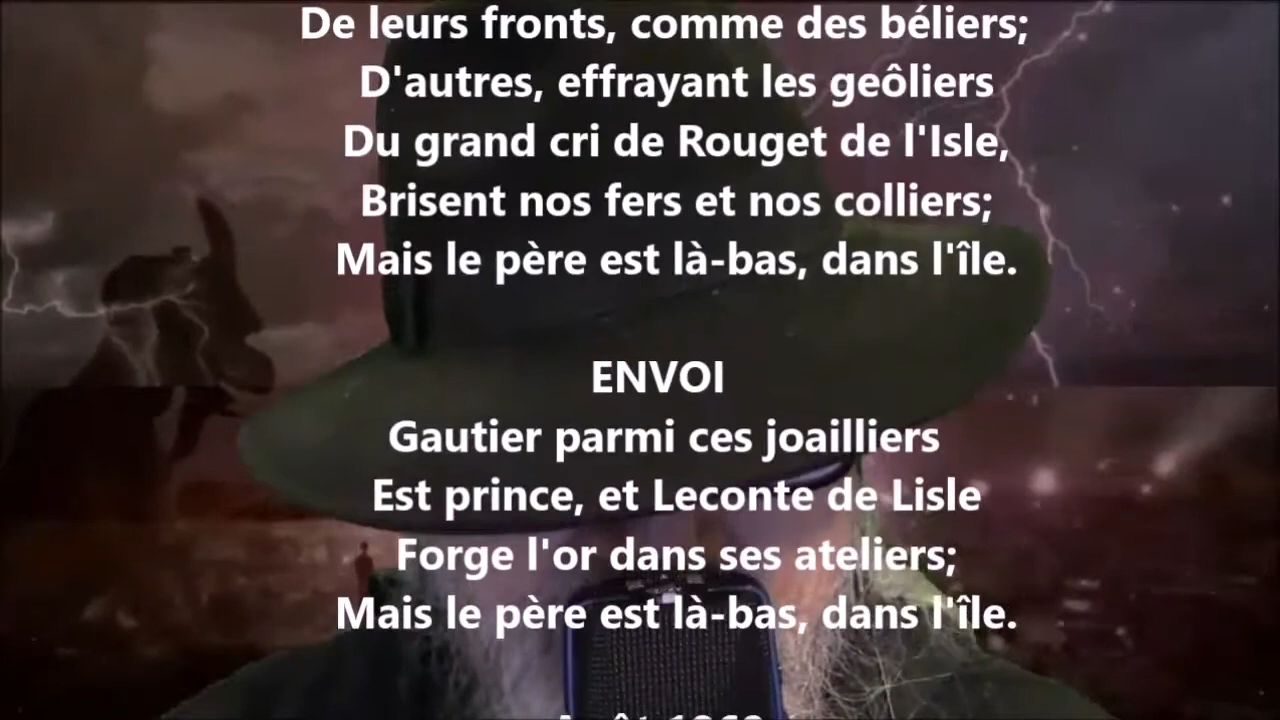 De leurs fronts, comme des béliers;
D'autres, effrayant les geôliers
Du grand cri de Rouget de l'Isle,
Brisent nos fers et nos colliers;
Mais le père est là-bas, dans l'île.
ENVOI
Gautier parmi ces joailliers
Est prince, et Leconte de Lisle
Forge l'or dans ses ateliers;
Mais le père est là-bas, dans l'île.